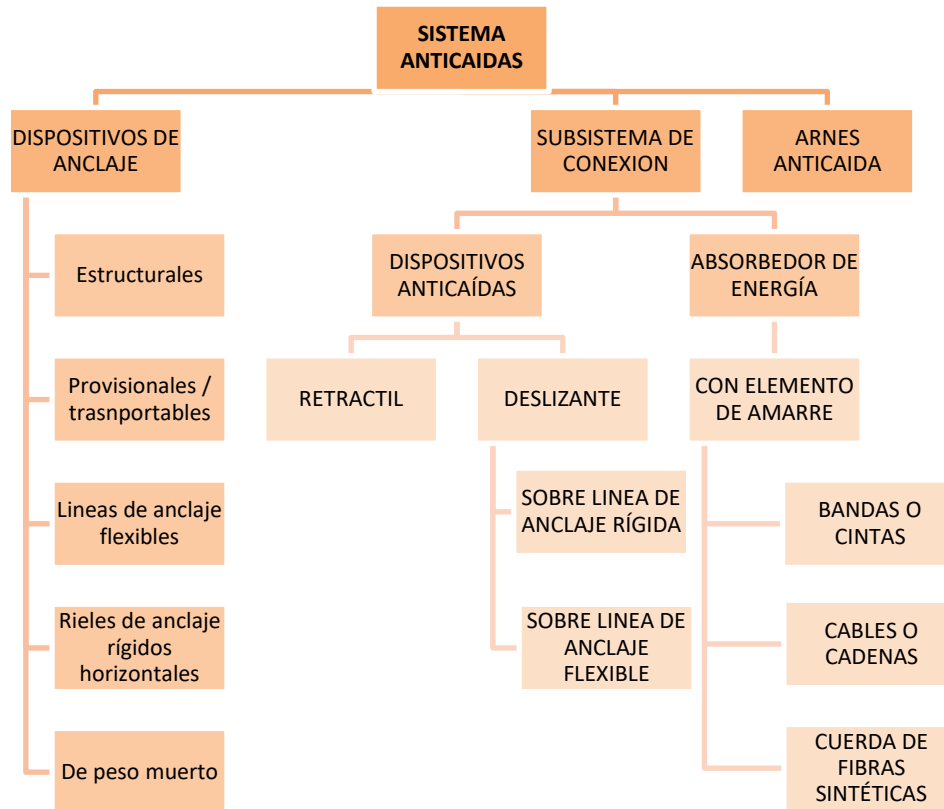 SISTEMA
ANTICAIDAS
DISPOSITIVOS DE
ANCLAJE
SUBSISTEMA DE
CONEXION
ARNES
ANTICAIDA
Estructurales
Provisionales /
trasnportables
Lineas de anclaje
flexibles
Rieles de anclaje
rígidos
horizontales
De peso muerto
DISPOSITIVOS
ANTICAÍDAS
ABSORBEDOR DE
ENERGÍA
RETRACTIL
DESLIZANTE
CON ELEMENTO
DE AMARRE
SOBRE LINEA DE
ANCLAJE RÍGIDA
SOBRE LINEA DE
ANCLAJE
FLEXIBLE
BANDAS O
CINTAS
CABLES O
CADENAS
CUERDA DE
FIBRAS
SINTÉTICAS